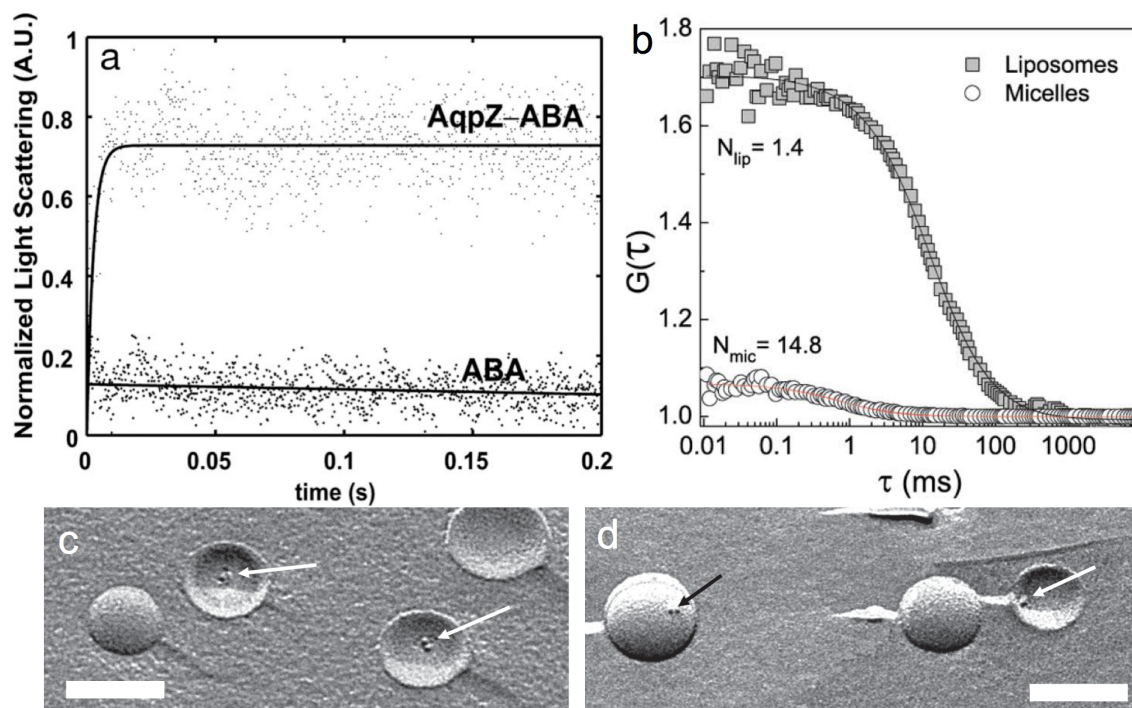 a
Normalized Light Scattering (A.U.)
1
0.8
0.6
0.4
0.2
0
AqpZ–ABA
ABA
0
0.05
0.1
0.15
0.2
time (s)
b
G(τ)
1.8
1.6
1.4
1.2
1.0
Liposomes
Micelles
N_lip = 1.4
N_mic = 14.8
0.01
0.1
1
10
100
1000
τ (ms)
c
d